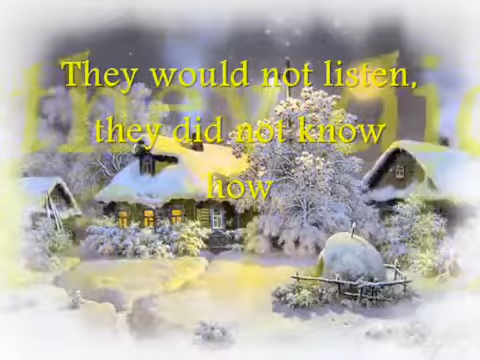 They would not listen,
they did not know
how